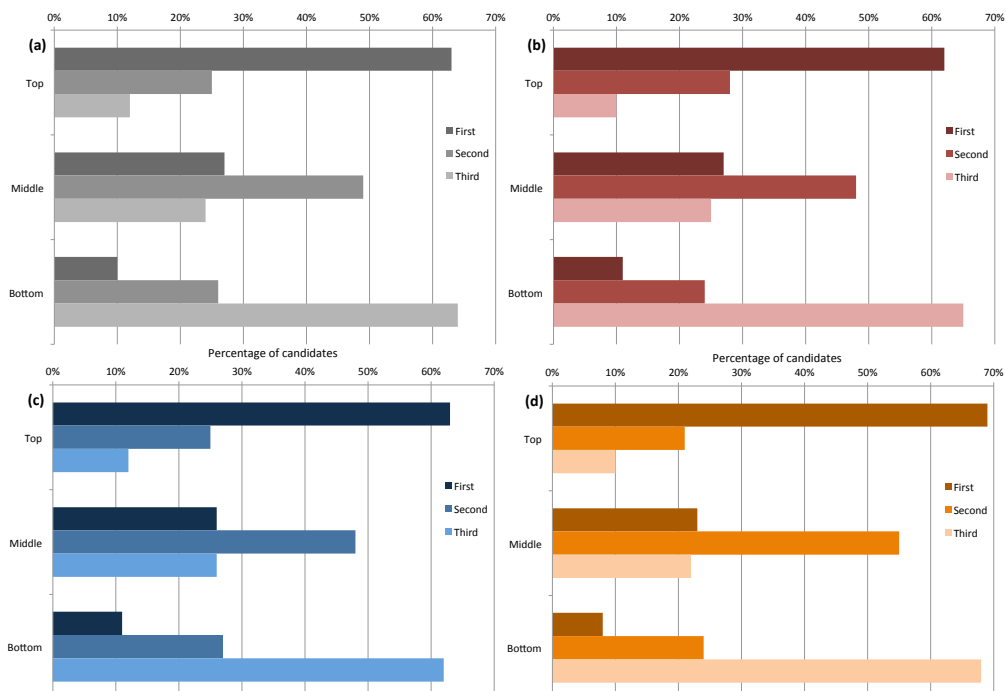 0% 10% 20% 30% 40% 50% 60% 70%
(a)
Top
Middle
Bottom
First
Second
Third
0% 10% 20% 30% 40% 50% 60% 70%
(b)
Top
Middle
Bottom
First
Second
Third
Percentage of candidates
0% 10% 20% 30% 40% 50% 60% 70%
(c)
Top
Middle
Bottom
First
Second
Third
Percentage of candidates
0% 10% 20% 30% 40% 50% 60% 70%
(d)
Top
Middle
Bottom
First
Second
Third